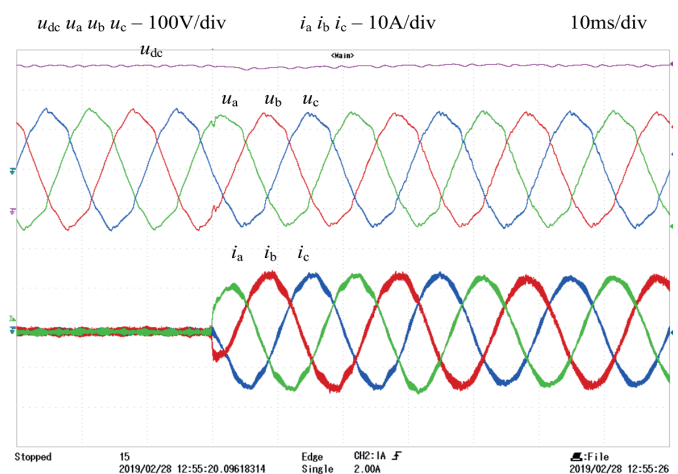 udc ua ub uc – 100V/div ia ib ic – 10A/div 10ms/div
udc
<Main>
ua ub uc
ia ib ic
Stopped 15 Edge CH2:IA File
2019/02/28 12:55:20.09618314 Single 2.00A 2019/02/28 12:55:26